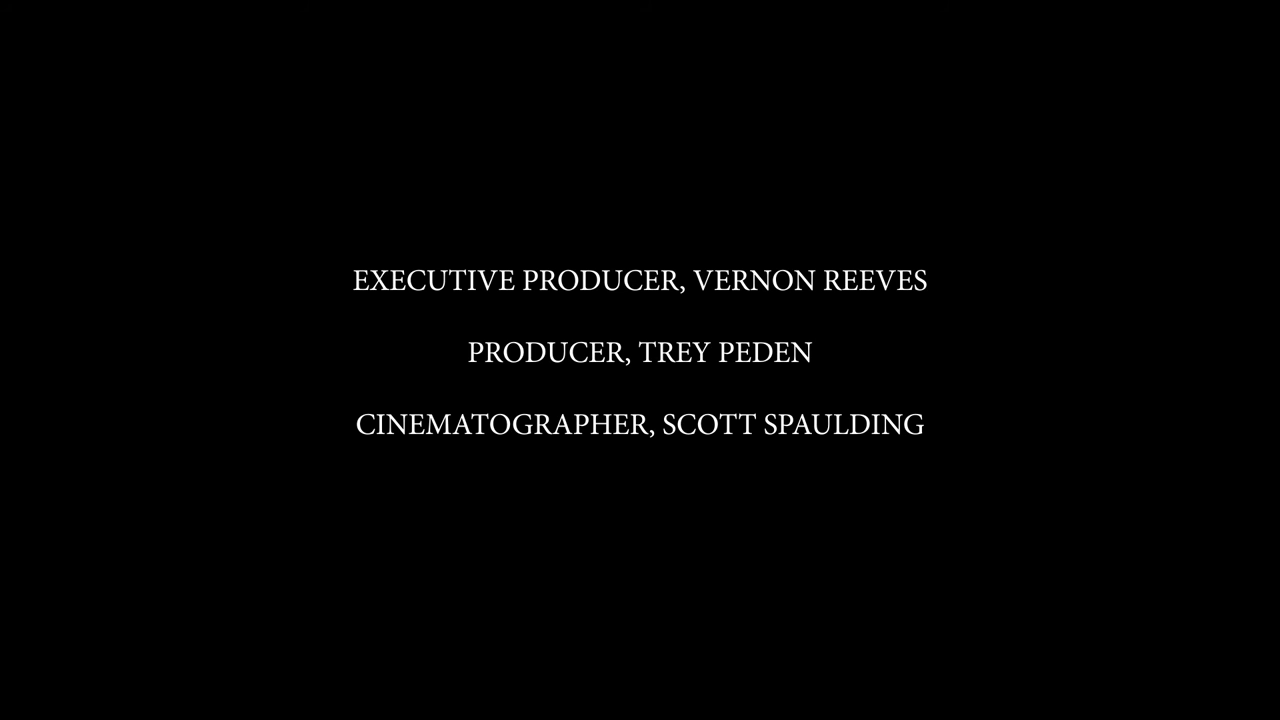 EXECUTIVE PRODUCER, VERNON REEVES
PRODUCER, TREY PEDEN
CINEMATOGRAPHER, SCOTT SPAULDING